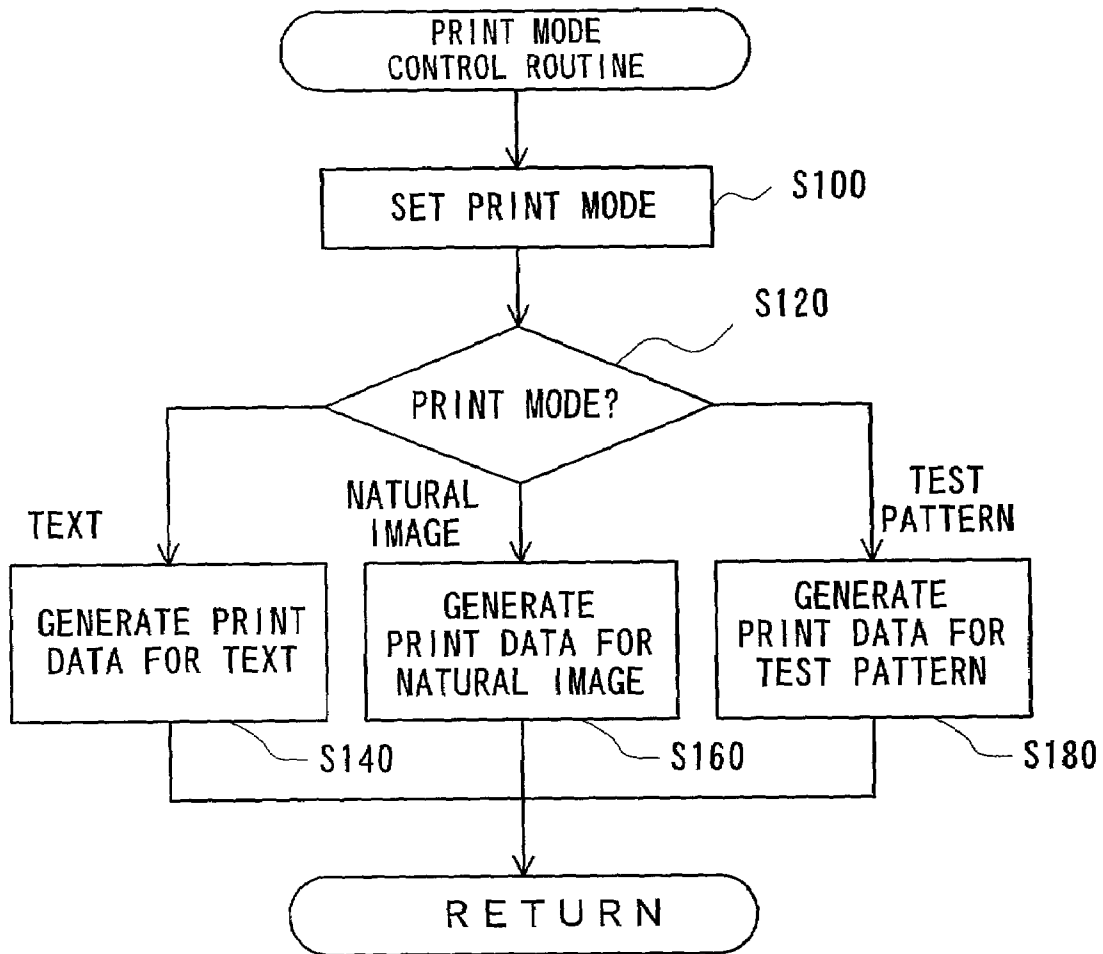 PRINT MODE
CONTROL ROUTINE
SET PRINT MODE
S100
S120
PRINT MODE?
TEXT
NATURAL
IMAGE
TEST
PATTERN
GENERATE PRINT
DATA FOR TEXT
S140
GENERATE
PRINT DATA FOR
NATURAL IMAGE
S160
GENERATE
PRINT DATA FOR
TEST PATTERN
S180
RETURN